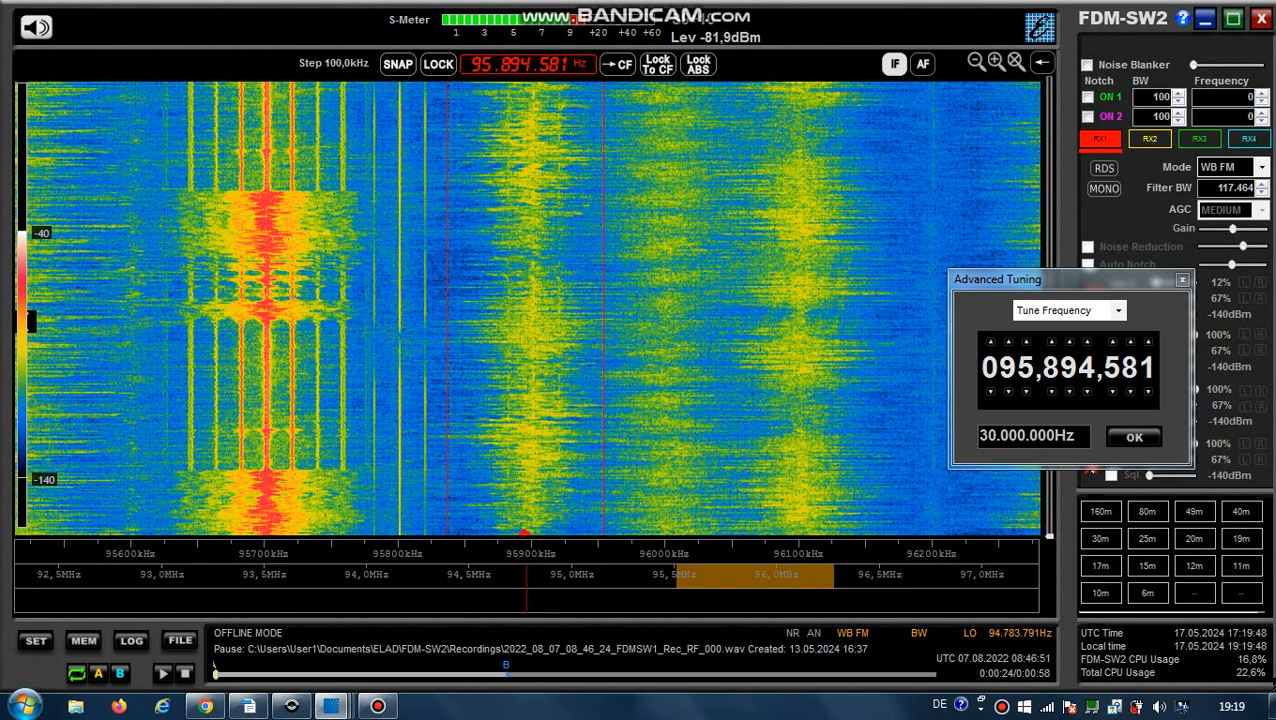 www.BANDICAM.com
S-Meter
1 3 5 7 9 +20 +40 +60
Lev -81,9dBm
FDM-SW2
Step 100,0kHz
SNAP
LOCK
95.894.581 Hz
→CF
Lock To CF
Lock ABS
IF
AF
Noise Blanker
Notch BW Frequency
ON 1 100 0
ON 2 100 0
RX1 RX2 RX3 RX4
RDS
Mode WB FM
MONO
Filter BW 117.464
AGC MEDIUM
Gain
Noise Reduction
Auto Notch
-40
-140
Advanced Tuning
Tune Frequency
095,894,581
30.000.000Hz
OK
12% L R
67% L R
-140dBm
100% L R
67% L R
-140dBm
100% L R
67% L R
-140dBm
100% L R
67% L R
Sql -140dBm
160m 80m 49m 40m
30m 25m 20m 19m
17m 15m 12m 11m
10m 6m -- --
95600kHz 95700kHz 95800kHz 95900kHz 96000kHz 96100kHz 96200kHz
92,5MHz 93,0MHz 93,5MHz 94,0MHz 94,5MHz 95,0MHz 95,5MHz 96,0MHz 96,5MHz 97,0MHz
SET MEM LOG FILE
A B
OFFLINE MODE
NR AN WB FM BW LO 94.783.791Hz
Pause: C:\Users\User1\Documents\ELAD\FDM-SW2\Recordings\2022_08_07_08_46_24_FDMSW1_Rec_RF_000.wav Created: 13.05.2024 16:37
B
UTC 07.08.2022 08:46:51
0:00:24/0:00:58
UTC Time 17.05.2024 17:19:48
Local time 17.05.2024 19:19:48
FDM-SW2 CPU Usage 16,8%
Total CPU Usage 22,6%
DE
19:19